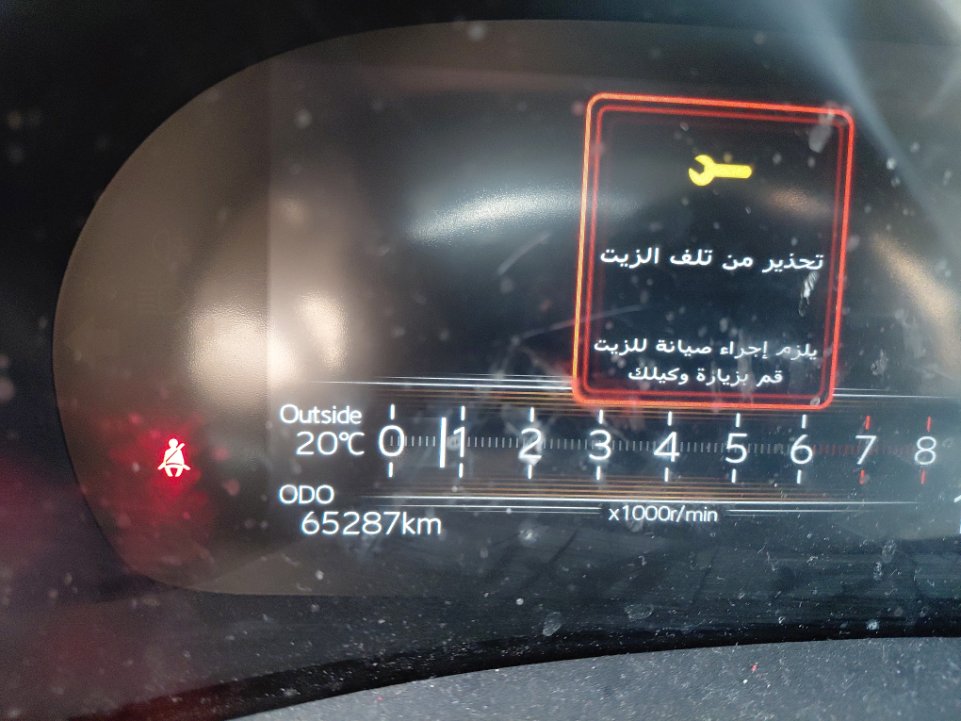 تحذير من تلف الزيت
يلزم إجراء صيانة للزيت
قم بزيارة وكيلك
Outside
20°C
0 1 2 3 4 5 6 7 8
ODO
65287km
x1000r/min